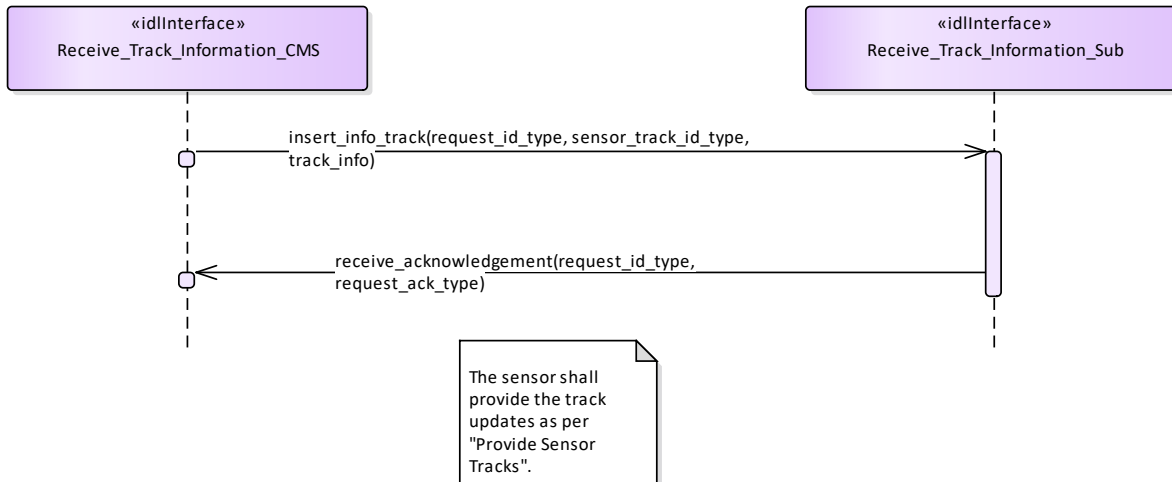 «idlInterface»
Receive_Track_Information_CMS
«idlInterface»
Receive_Track_Information_Sub
insert_info_track(request_id_type, sensor_track_id_type,
track_info)
receive_acknowledgement(request_id_type,
request_ack_type)
The sensor shall
provide the track
updates as per
"Provide Sensor
Tracks".